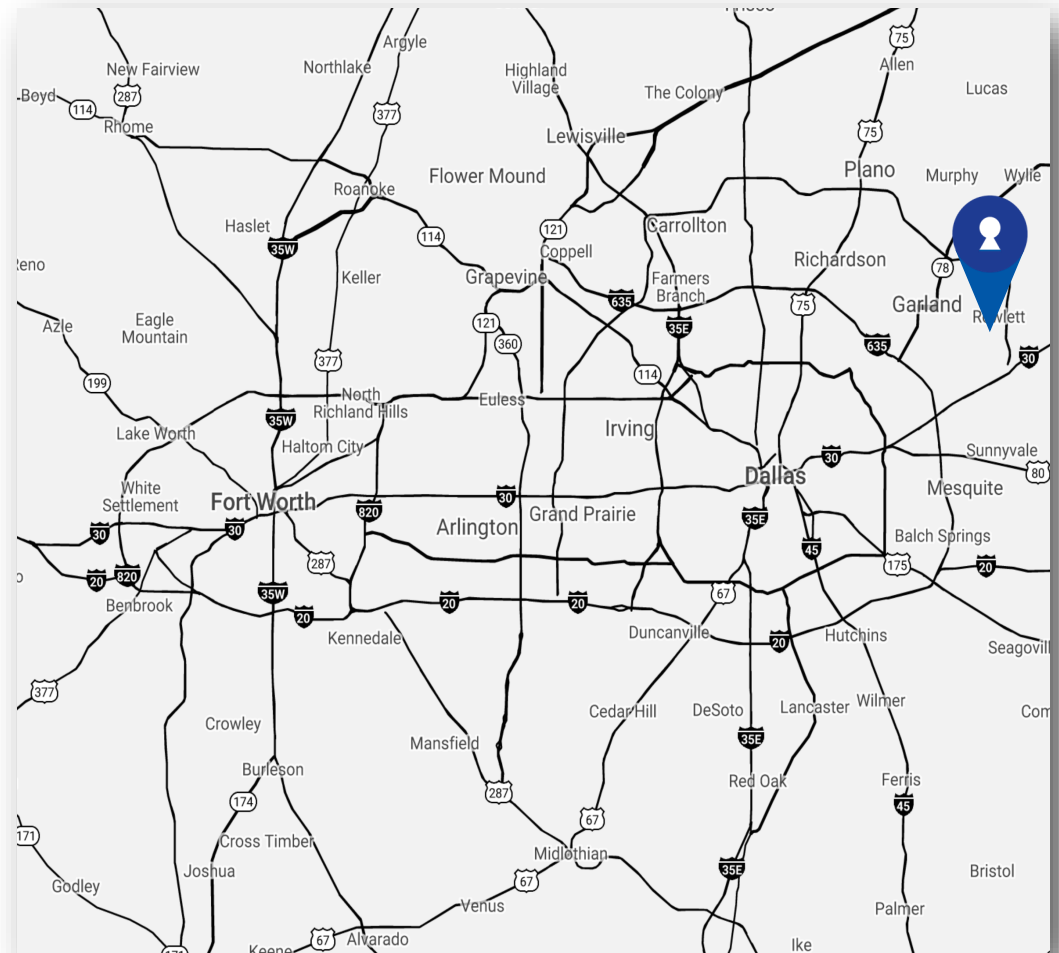 75
Argyle
Allen
Northlake
New Fairview
Highland
Village
287
Lucas
The Colony
Boyd
114
377
Rhome
75
Lewisville
Plano
Flower Mound
Murphy
Wylie
Roanoke
Haslet
Carrollton
121
114
35W
Coppell
Richardson
78
Grapevine
Keller
Farmers
Branch
635
Garland
75
Eagle
Mountain
Azle
121
35E
360
635
30
377
114
199
North
Richland Hills
Euless
35W
Irving
Lake Worth
Haltom City
Sunnyvale
30
80
Dallas
White
Settlement
Mesquite
Fort Worth
30
820
Grand Prairie
35E
Arlington
30
30
Balch Springs
45
287
175
20
20
820
35W
67
Benbrook
20
20
20
Kennedale
Duncanville
Hutchins
20
Seagovill
377
Wilmer
Lancaster
Cedar Hill
DeSoto
Crowley
35E
Mansfield
Burleson
Red Oak
Ferris
287
174
45
67
171
Cross Timber
Midlothian
35E
Joshua
Bristol
67
Godley
Venus
Palmer
67
Alvarado
Ike
Keene